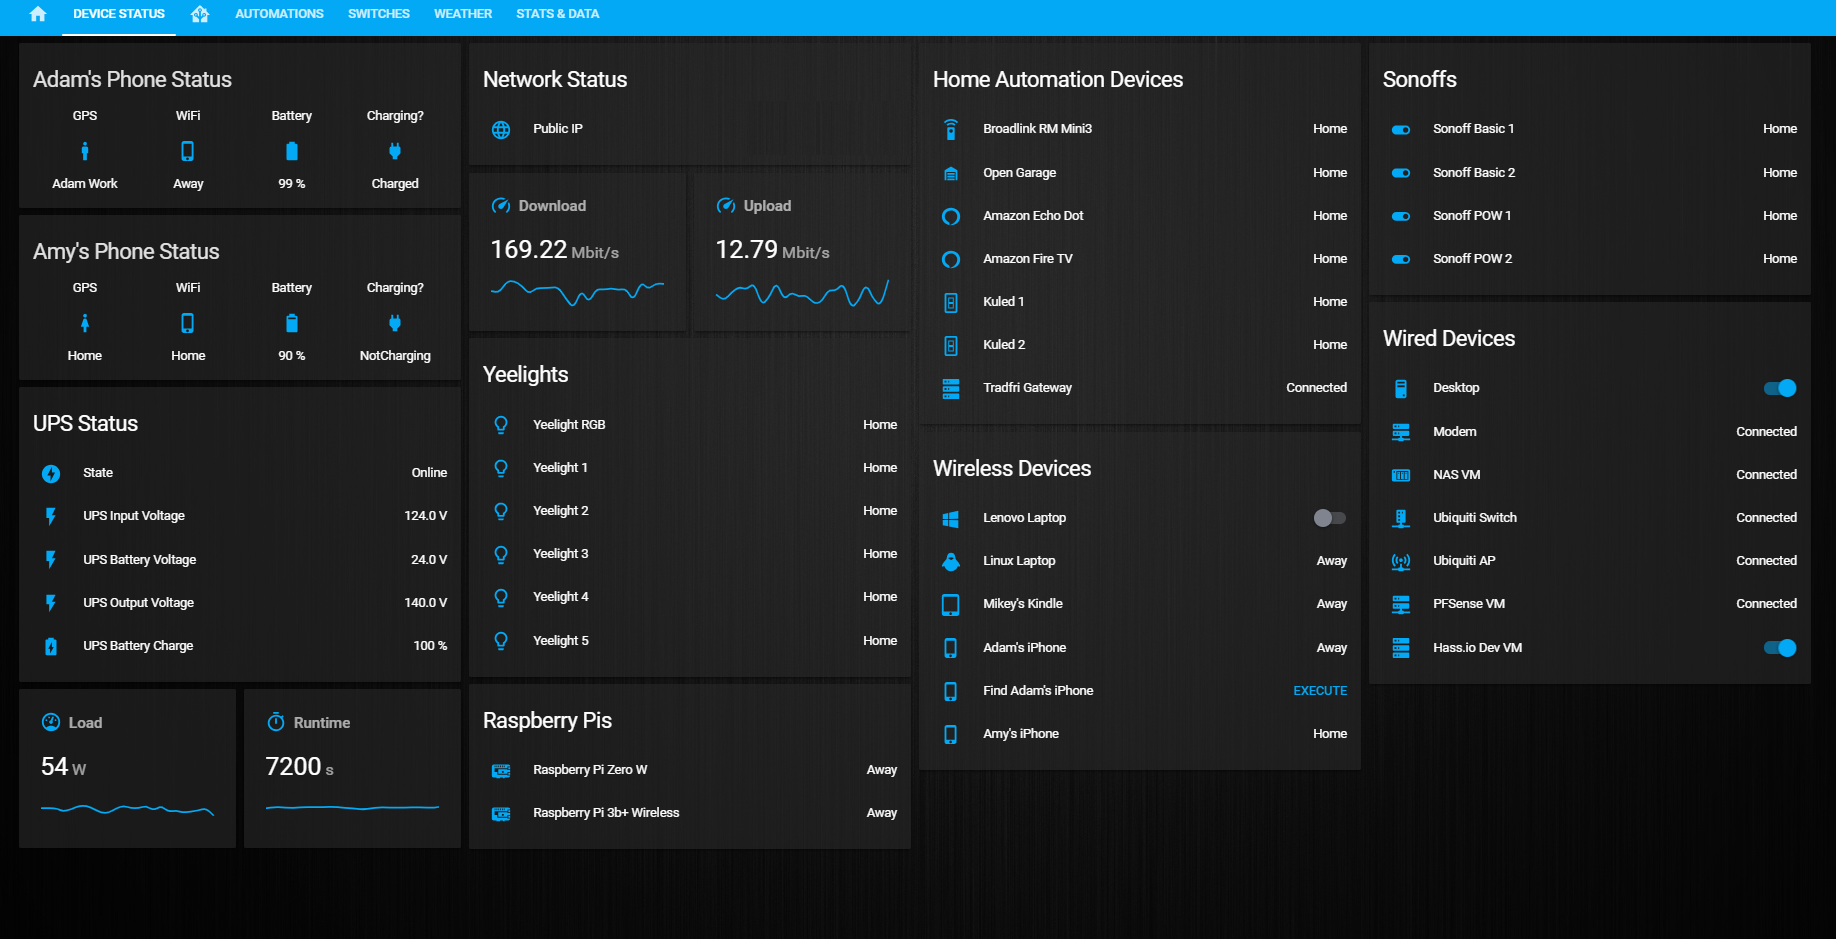 DEVICE STATUS AUTOMATIONS SWITCHES WEATHER STATS & DATA
Adam's Phone Status
GPS WiFi Battery Charging?
Adam Work Away 99 % Charged
Amy's Phone Status
GPS WiFi Battery Charging?
Home Home 90 % NotCharging
UPS Status
State Online
UPS Input Voltage 124.0 V
UPS Battery Voltage 24.0 V
UPS Output Voltage 140.0 V
UPS Battery Charge 100 %
Load
54 W
Runtime
7200 s
Network Status
Public IP
Download
169.22 Mbit/s
Upload
12.79 Mbit/s
Yeelights
Yeelight RGB Home
Yeelight 1 Home
Yeelight 2 Home
Yeelight 3 Home
Yeelight 4 Home
Yeelight 5 Home
Raspberry Pis
Raspberry Pi Zero W Away
Raspberry Pi 3b+ Wireless Away
Home Automation Devices
Broadlink RM Mini3 Home
Open Garage Home
Amazon Echo Dot Home
Amazon Fire TV Home
Kuled 1 Home
Kuled 2 Home
Tradfri Gateway Connected
Wireless Devices
Lenovo Laptop
Linux Laptop Away
Mikey's Kindle Away
Adam's iPhone Away
Find Adam's iPhone EXECUTE
Amy's iPhone Home
Sonoffs
Sonoff Basic 1 Home
Sonoff Basic 2 Home
Sonoff POW 1 Home
Sonoff POW 2 Home
Wired Devices
Desktop
Modem Connected
NAS VM Connected
Ubiquiti Switch Connected
Ubiquiti AP Connected
PFSense VM Connected
Hass.io Dev VM